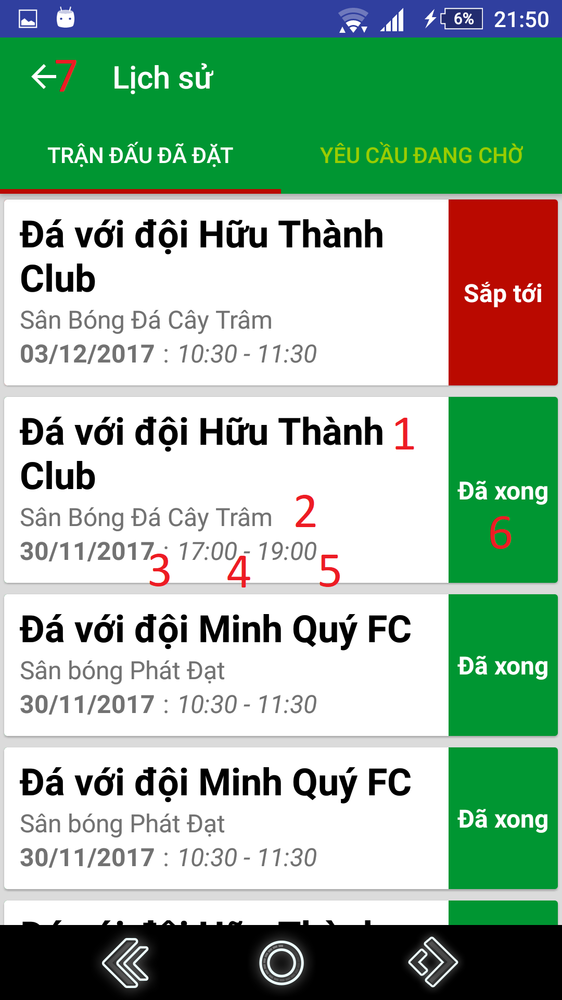 6% 21:50
7 Lịch sử
TRẬN ĐẤU ĐÃ ĐẶT YÊU CẦU ĐANG CHỜ
Đá với đội Hữu Thành
Club
Sân Bóng Đá Cây Trâm
03/12/2017 : 10:30 - 11:30
Sắp tới
Đá với đội Hữu Thành 1
Club
Sân Bóng Đá Cây Trâm 2
30/11/2017 : 17:00 - 19:00
3 4 5
Đã xong
6
Đá với đội Minh Quý FC
Sân bóng Phát Đạt
30/11/2017 : 10:30 - 11:30
Đã xong
Đá với đội Minh Quý FC
Sân bóng Phát Đạt
30/11/2017 : 10:30 - 11:30
Đã xong